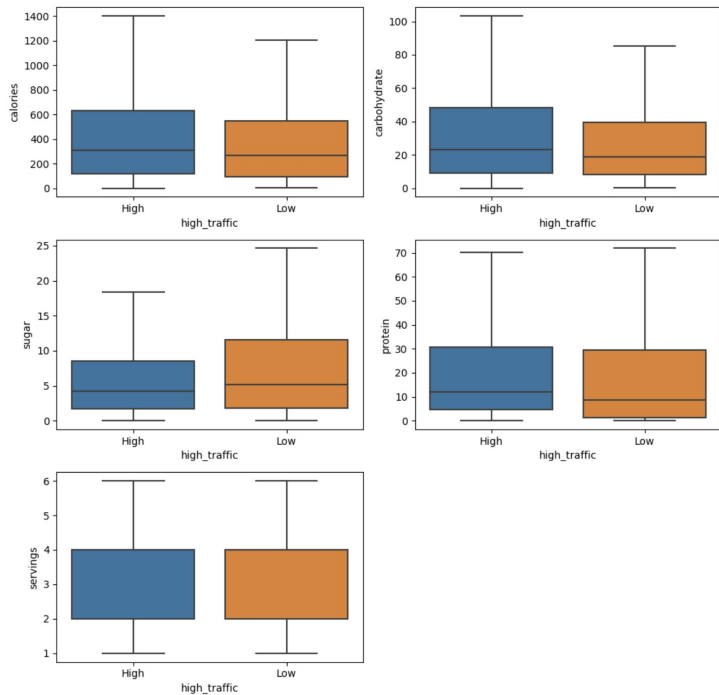 calories
1400
1200
1000
800
600
400
200
0
High
Low
high_traffic
carbohydrate
100
80
60
40
20
0
High
Low
high_traffic
sugar
25
20
15
10
5
0
High
Low
high_traffic
protein
70
60
50
40
30
20
10
0
High
Low
high_traffic
servings
6
5
4
3
2
1
High
Low
high_traffic